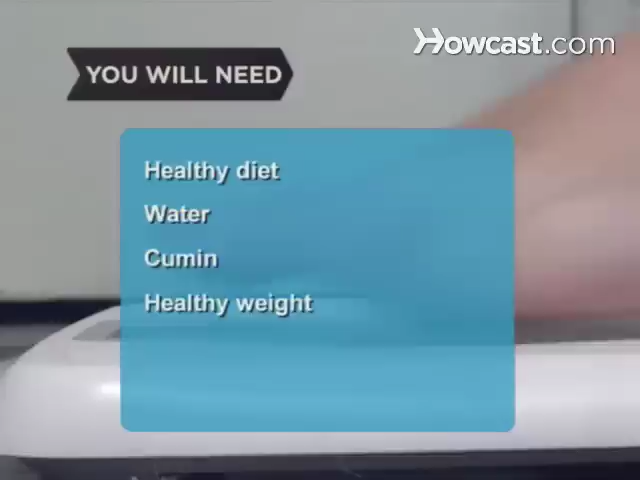 Howcast.com
YOU WILL NEED
Healthy diet
Water
Cumin
Healthy weight